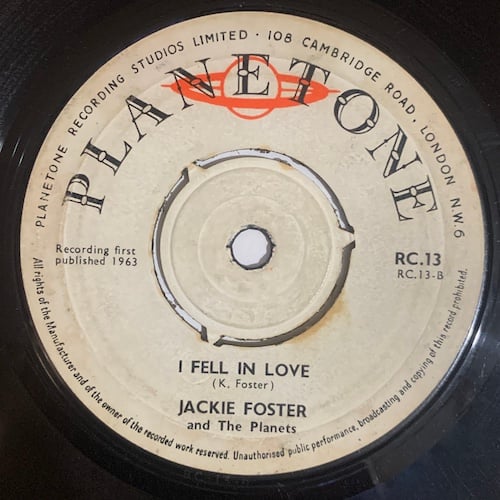 PLANETONE RECORDING STUDIOS LIMITED · 108 CAMBRIDGE ROAD, LONDON N.W.6
PLANETONE
Recording first
published 1963
RC.13
RC.13-B
I FELL IN LOVE
(K. Foster)
JACKIE FOSTER
and The Planets
All rights of the Manufacturer and of the owner of the recorded work reserved. Unauthorised public performance, broadcasting and copying of this record prohibited.